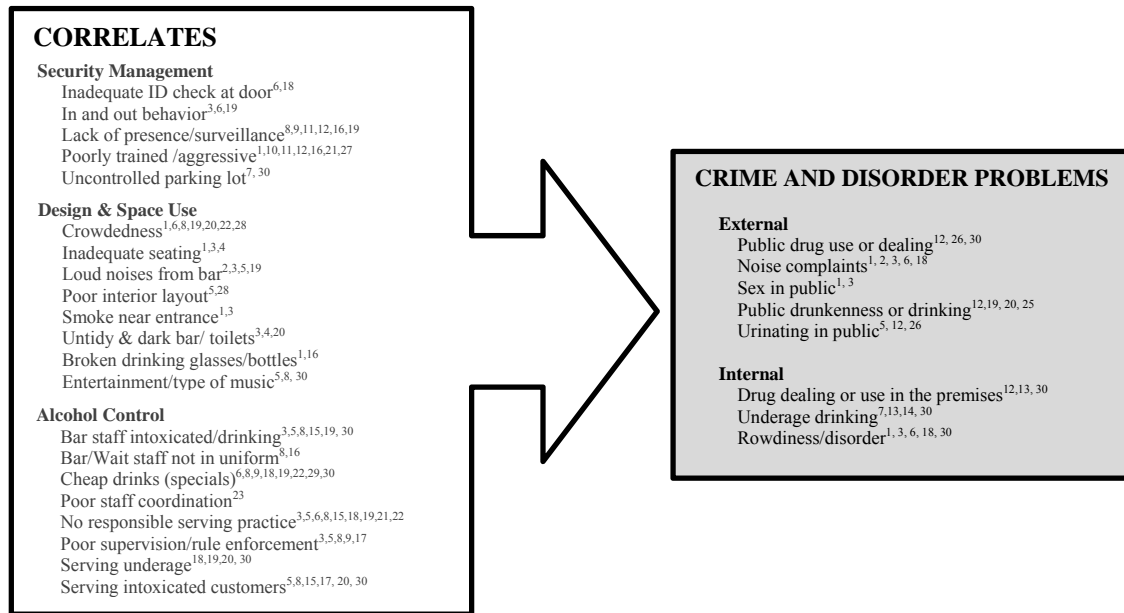 CORRELATES
Security Management
Inadequate ID check at door6,18
In and out behavior3,6,19
Lack of presence/surveillance8,9,11,12,16,19
Poorly trained /aggressive1,10,11,12,16,21,27
Uncontrolled parking lot7, 30
Design & Space Use
Crowdedness1,6,8,19,20,22,28
Inadequate seating1,3,4
Loud noises from bar2,3,5,19
Poor interior layout5,28
Smoke near entrance1,3
Untidy & dark bar/ toilets3,4,20
Broken drinking glasses/bottles1,16
Entertainment/type of music5,8, 30
Alcohol Control
Bar staff intoxicated/drinking3,5,8,15,19, 30
Bar/Wait staff not in uniform8,16
Cheap drinks (specials)6,8,9,18,19,22,29,30
Poor staff coordination23
No responsible serving practice3,5,6,8,15,18,19,21,22
Poor supervision/rule enforcement3,5,8,9,17
Serving underage18,19,20, 30
Serving intoxicated customers5,8,15,17, 20, 30
CRIME AND DISORDER PROBLEMS
External
Public drug use or dealing12, 26, 30
Noise complaints1, 2, 3, 6, 18
Sex in public1, 3
Public drunkenness or drinking12,19, 20, 25
Urinating in public5, 12, 26
Internal
Drug dealing or use in the premises12,13, 30
Underage drinking7,13,14, 30
Rowdiness/disorder1, 3, 6, 18, 30